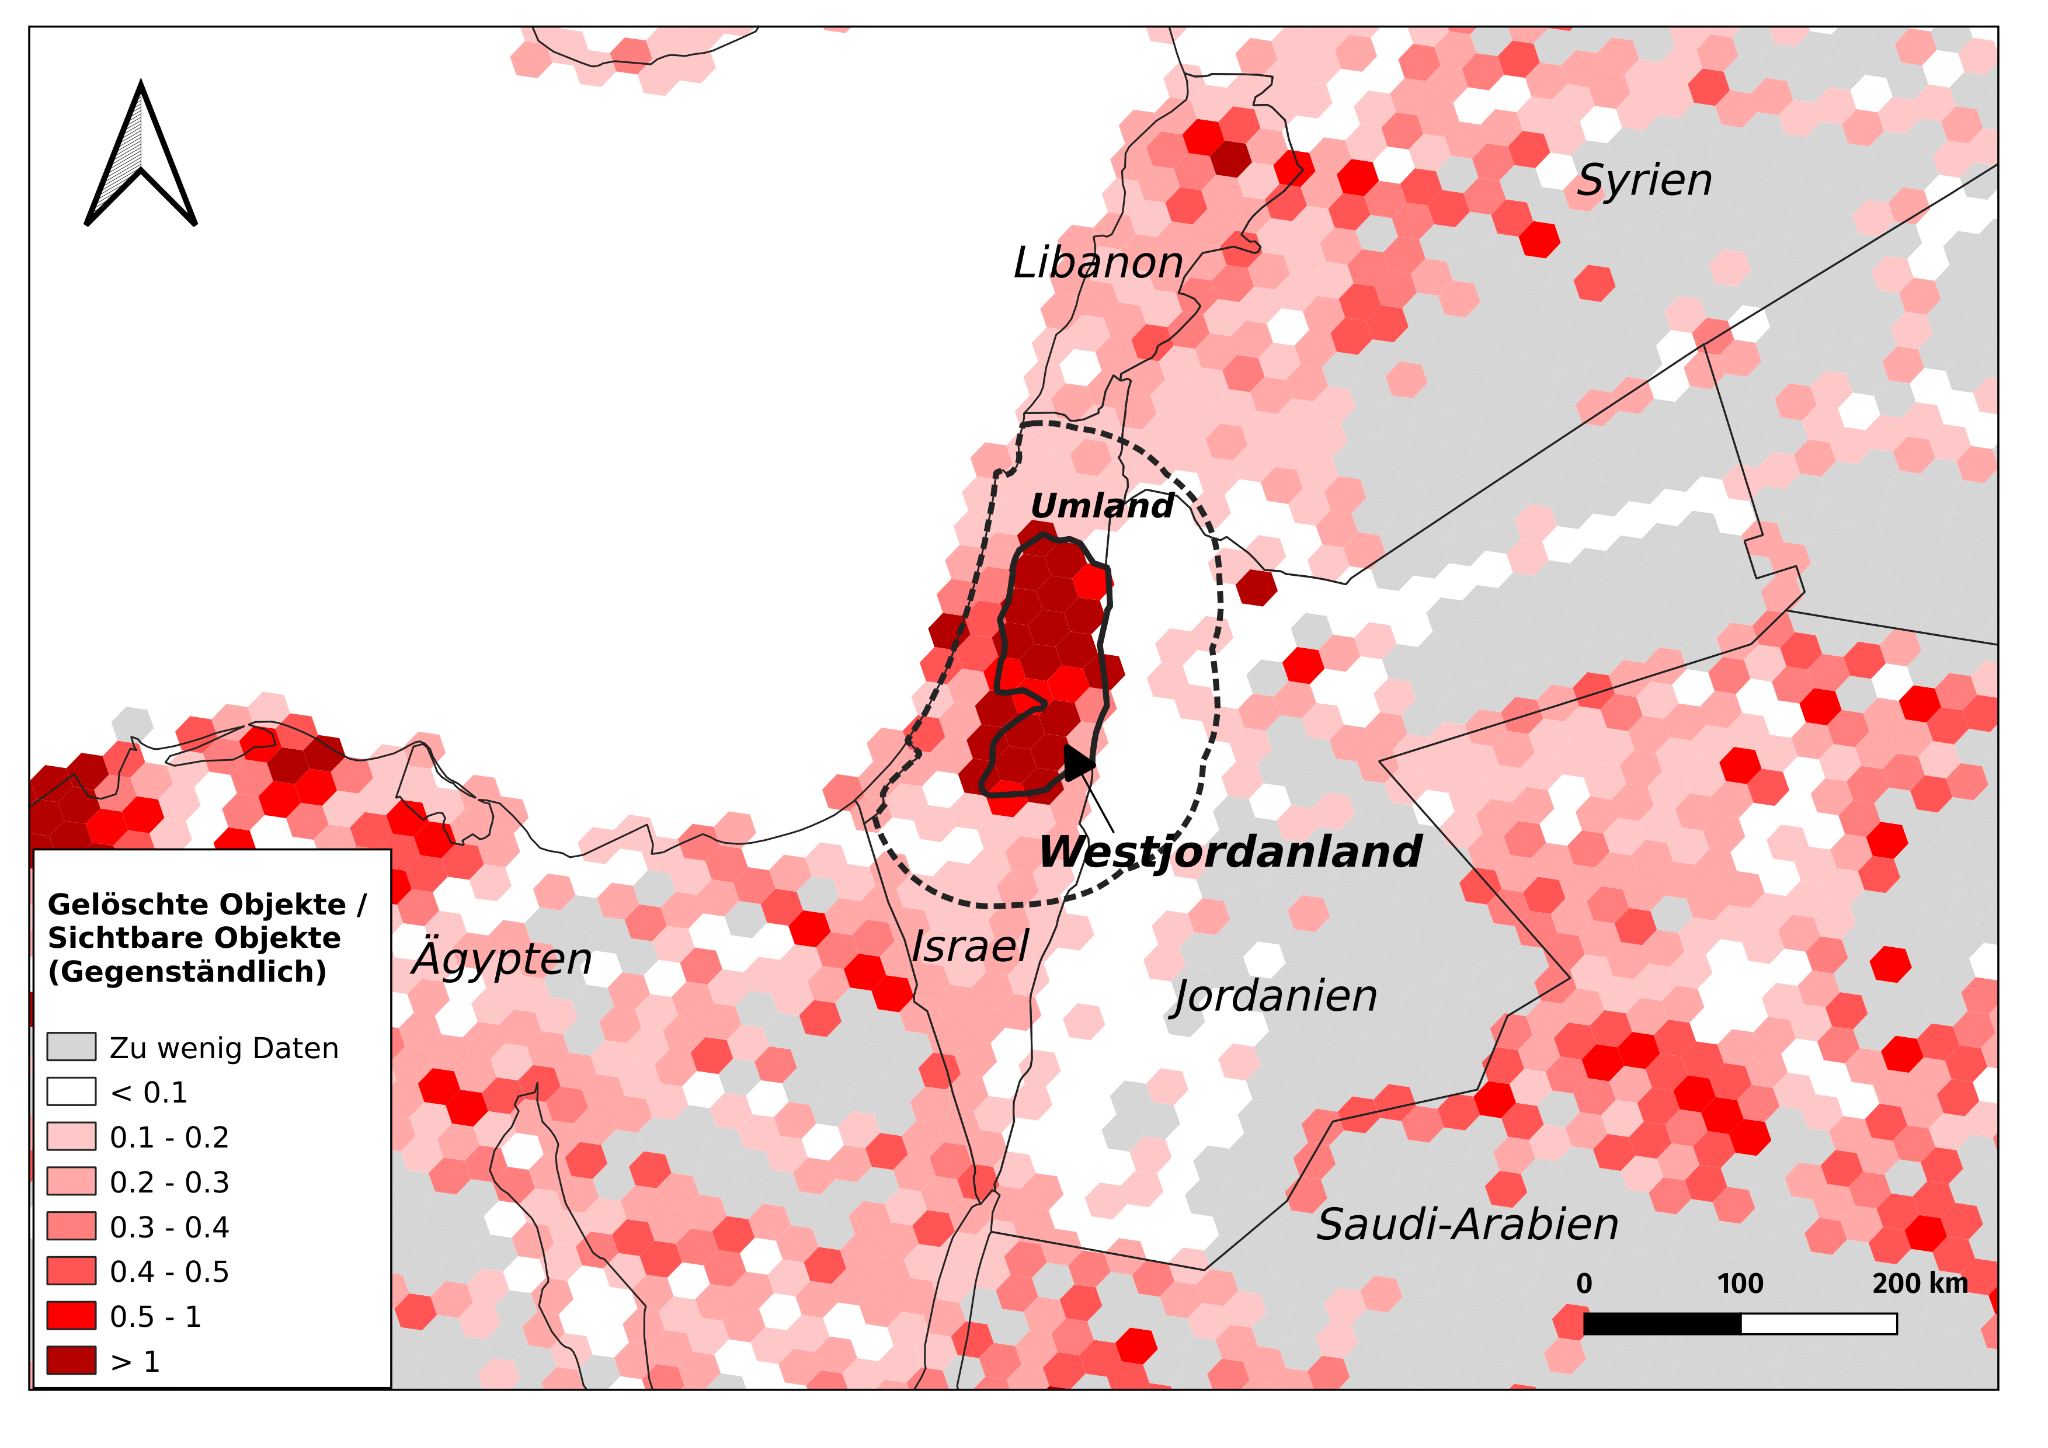 Syrien
Libanon
Umland
Westjordanland
Israel
Ägypten
Jordanien
Saudi-Arabien
Gelöschte Objekte /
Sichtbare Objekte
(Gegenständlich)
Zu wenig Daten
< 0.1
0.1 - 0.2
0.2 - 0.3
0.3 - 0.4
0.4 - 0.5
0.5 - 1
> 1
0 100 200 km